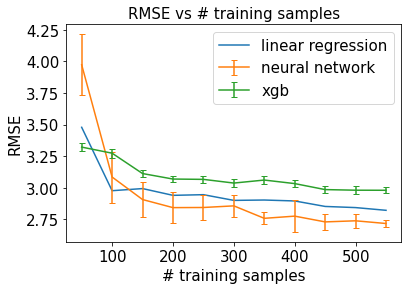 RMSE vs # training samples
4.25
4.00
3.75
3.50
3.25
3.00
2.75
RMSE
linear regression
neural network
xgb
100 200 300 400 500
# training samples